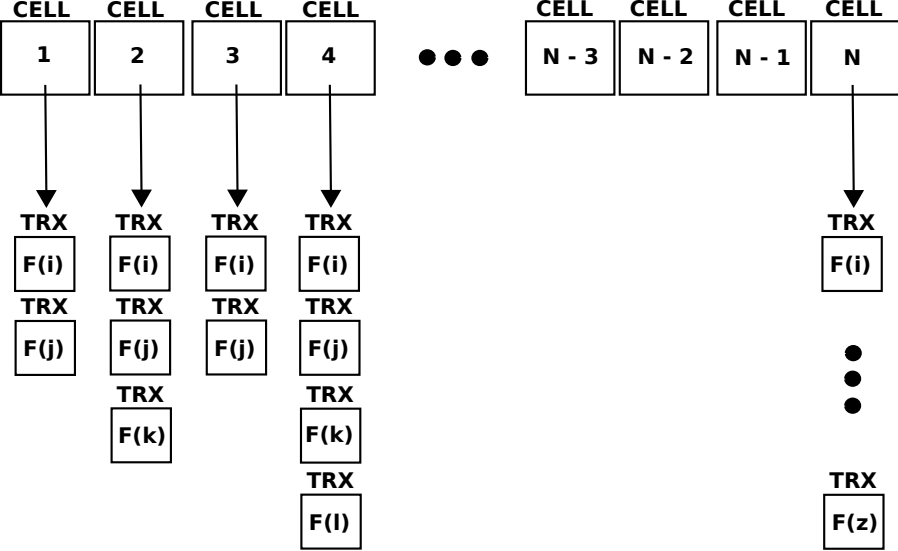 CELL CELL CELL CELL CELL CELL CELL CELL
1 2 3 4 N - 3 N - 2 N - 1 N
TRX TRX TRX TRX TRX
F(i) F(i) F(i) F(i) F(i)
TRX TRX TRX TRX
F(j) F(j) F(j) F(j)
TRX TRX
F(k) F(k)
TRX TRX
F(l) F(z)